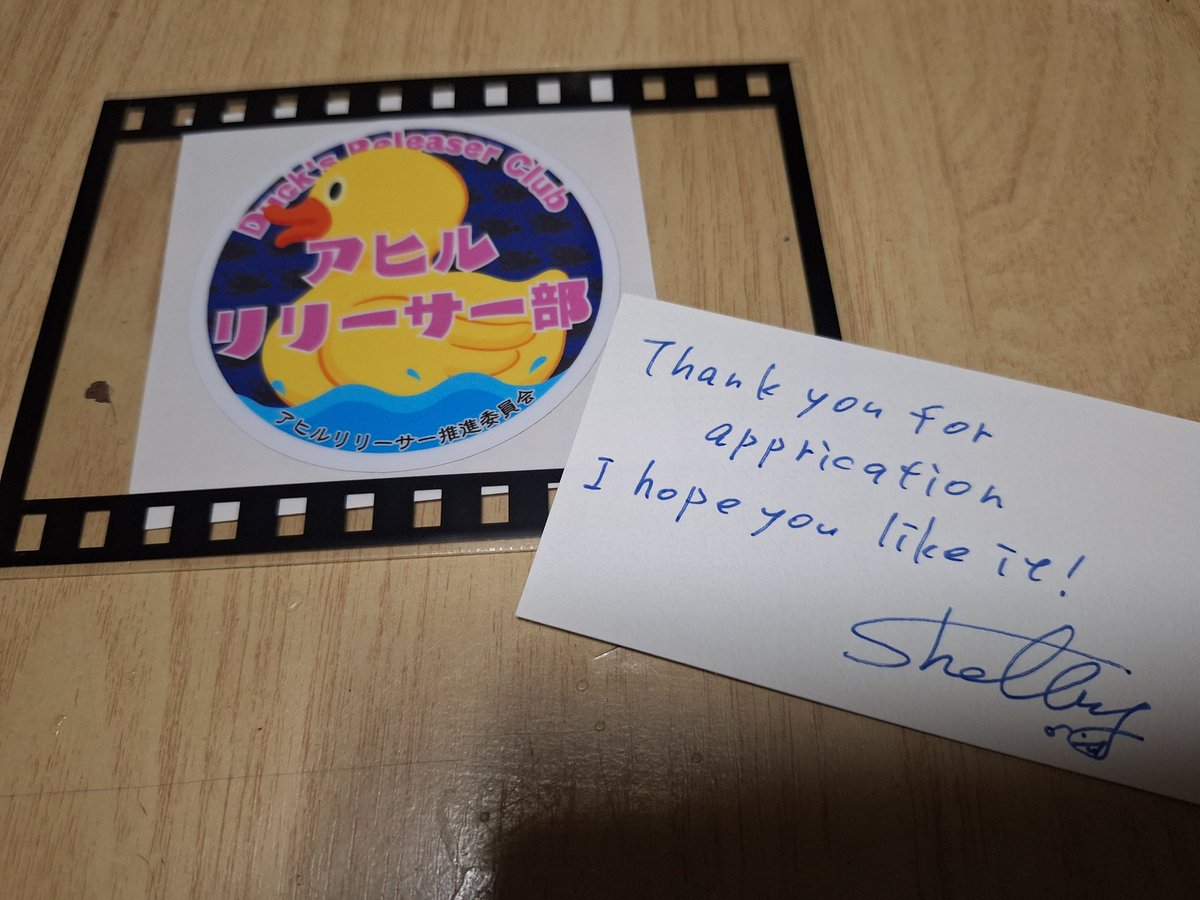 Duck's Releaser Club
アヒル
リリーサー部
アヒルリリーサー推進委員会
Thank you for
apprication
I hope you like it!
Shelby